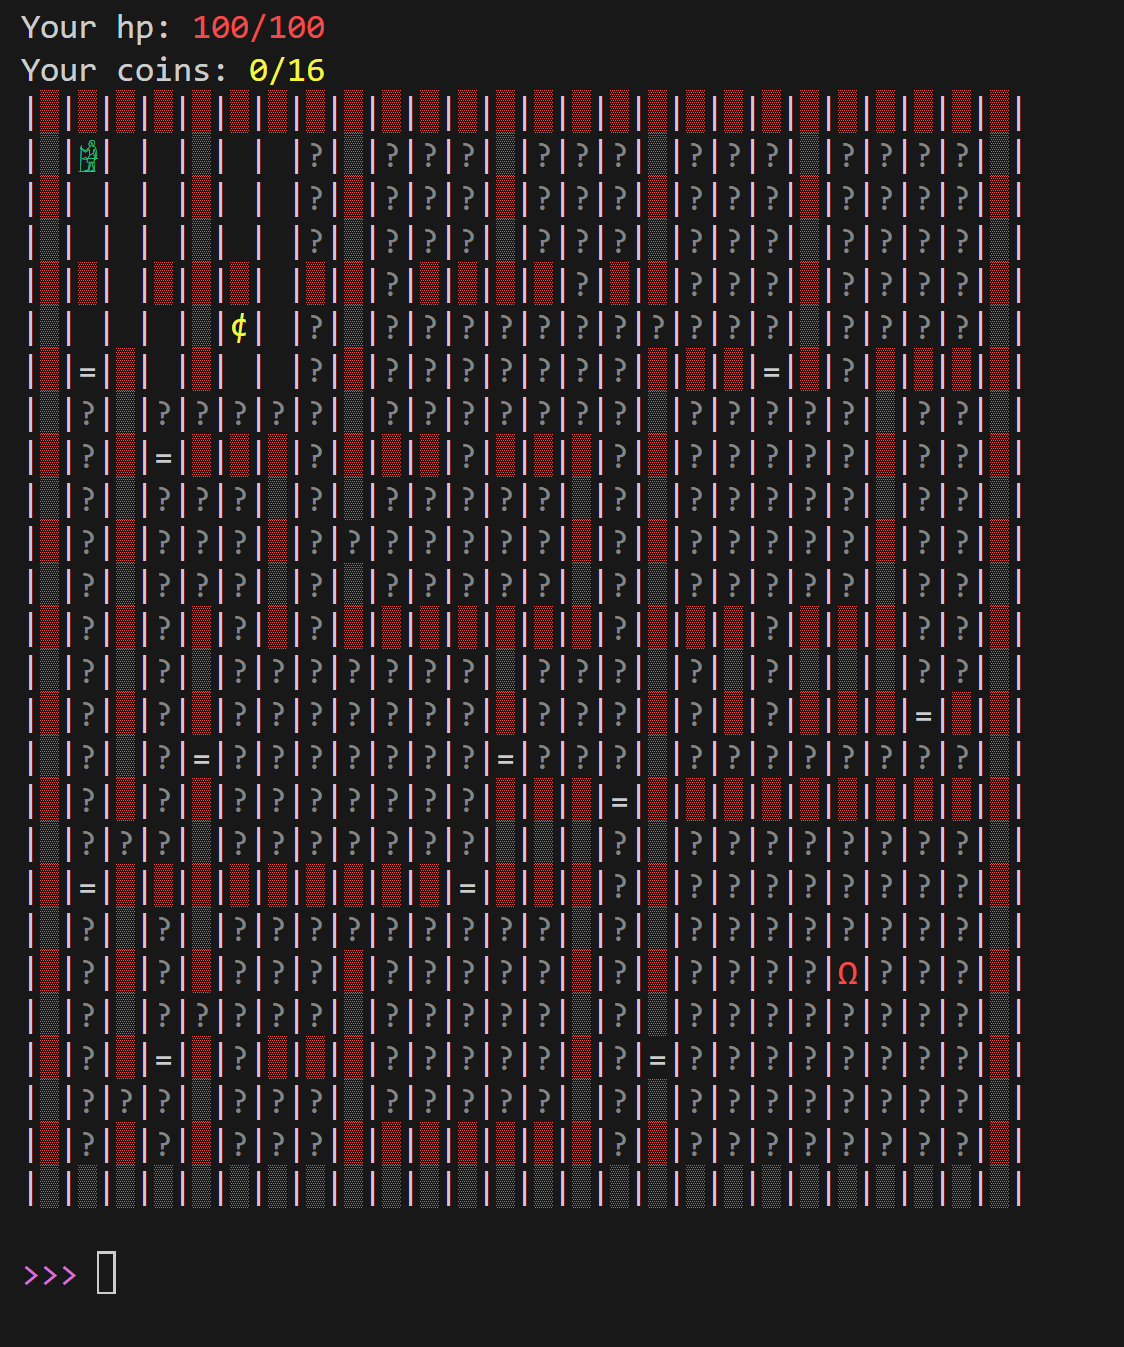 Your hp: 100/100
Your coins: 0/16
|▒|▒|▒|▒|▒|▒|▒|▒|▒|▒|▒|▒|▒|▒|▒|▒|▒|▒|▒|▒|▒|▒|▒|▒|▒|▒|
|▒| | | |▒| | |?|▒|?|?|?|▒|?|?|?|▒|?|?|?|▒|?|?|?|?|▒|
|▒| | | |▒| | |?|▒|?|?|?|▒|?|?|?|▒|?|?|?|▒|?|?|?|?|▒|
|▒| | | |▒| | |?|▒|?|?|?|▒|?|?|?|▒|?|?|?|▒|?|?|?|?|▒|
|▒|▒| |▒|▒|▒| |▒|▒|?|▒|▒|▒|▒|?|▒|▒|?|?|?|▒|?|?|?|?|▒|
|▒| | | |▒|¢| |?|▒|?|?|?|?|?|?|?|?|?|?|?|▒|?|?|?|?|▒|
|▒|=|▒| |▒| | |?|▒|?|?|?|?|?|?|?|▒|▒|▒|=|▒|?|▒|▒|▒|▒|
|▒|?|▒|?|?|?|?|?|▒|?|?|?|?|?|?|?|▒|?|?|?|?|?|▒|?|?|▒|
|▒|?|▒|=|▒|▒|▒|?|▒|▒|▒|?|▒|▒|▒|?|▒|?|?|?|?|?|▒|?|?|▒|
|▒|?|▒|?|?|?|▒|?|▒|?|?|?|?|?|▒|?|▒|?|?|?|?|?|▒|?|?|▒|
|▒|?|▒|?|?|?|▒|?|?|?|?|?|?|?|▒|?|▒|?|?|?|?|?|▒|?|?|▒|
|▒|?|▒|?|?|?|▒|?|▒|?|?|?|?|?|▒|?|▒|?|?|?|?|?|▒|?|?|▒|
|▒|?|▒|?|▒|?|▒|?|▒|▒|▒|▒|▒|▒|▒|?|▒|▒|▒|?|▒|▒|▒|?|?|▒|
|▒|?|▒|?|▒|?|?|?|?|?|?|?|▒|?|?|?|▒|?|▒|?|▒|▒|▒|?|?|▒|
|▒|?|▒|?|▒|?|?|?|?|?|?|?|▒|?|?|?|▒|?|▒|?|▒|▒|▒|=|▒|▒|
|▒|?|▒|?|=|?|?|?|?|?|?|?|=|?|?|?|▒|?|?|?|?|?|?|?|?|▒|
|▒|?|▒|?|▒|?|?|?|?|?|?|?|▒|▒|▒|=|▒|▒|▒|▒|▒|▒|▒|▒|▒|▒|
|▒|?|?|?|▒|?|?|?|?|?|?|?|▒|▒|▒|?|▒|?|?|?|?|?|?|?|?|▒|
|▒|=|▒|▒|▒|▒|▒|▒|▒|▒|▒|=|▒|▒|▒|?|▒|?|?|?|?|?|?|?|?|▒|
|▒|?|▒|?|▒|?|?|?|?|?|?|?|?|?|▒|?|▒|?|?|?|?|?|?|?|?|▒|
|▒|?|▒|?|▒|?|?|?|▒|?|?|?|?|?|▒|?|▒|?|?|?|?|Ω|?|?|?|▒|
|▒|?|▒|?|?|?|?|?|▒|?|?|?|?|?|▒|?|▒|?|?|?|?|?|?|?|?|▒|
|▒|?|▒|=|▒|?|▒|▒|▒|?|?|?|?|?|▒|?|=|?|?|?|?|?|?|?|?|▒|
|▒|?|?|?|▒|?|?|?|▒|?|?|?|?|?|▒|?|▒|?|?|?|?|?|?|?|?|▒|
|▒|?|▒|?|▒|?|?|?|▒|▒|▒|▒|▒|▒|▒|?|▒|?|?|?|?|?|?|?|?|▒|
|▒|▒|▒|▒|▒|▒|▒|▒|▒|▒|▒|▒|▒|▒|▒|▒|▒|▒|▒|▒|▒|▒|▒|▒|▒|▒|
>>>